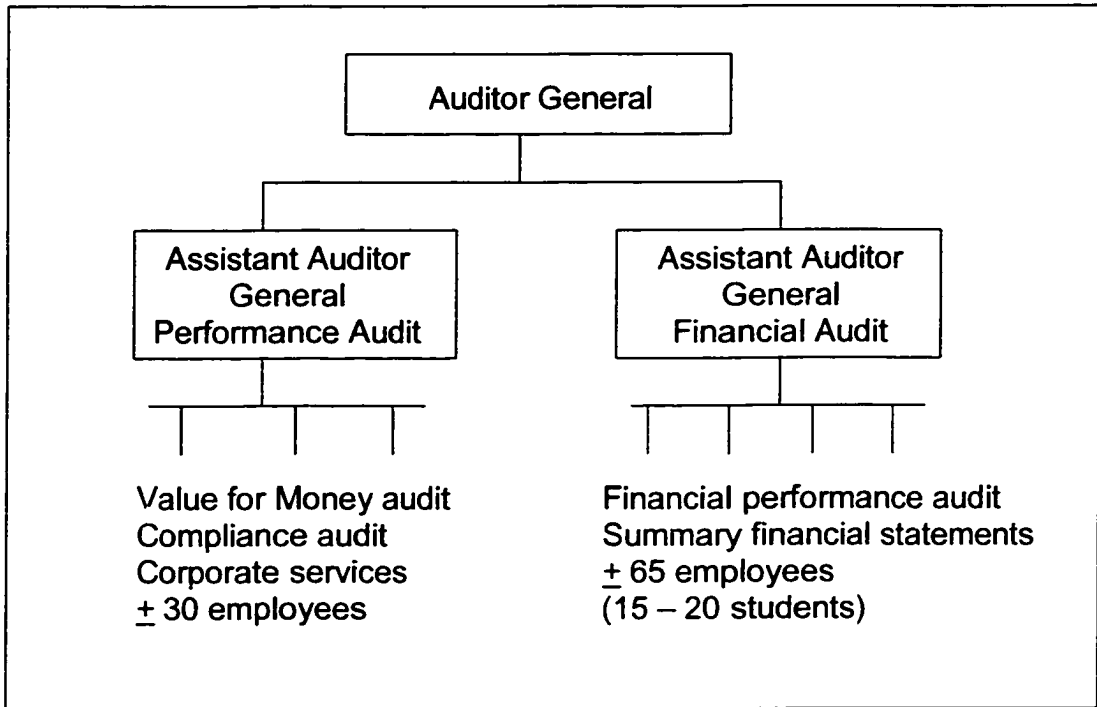 Auditor General
Assistant Auditor
General
Performance Audit
Assistant Auditor
General
Financial Audit
Value for Money audit
Compliance audit
Corporate services
± 30 employees
Financial performance audit
Summary financial statements
± 65 employees
(15 – 20 students)